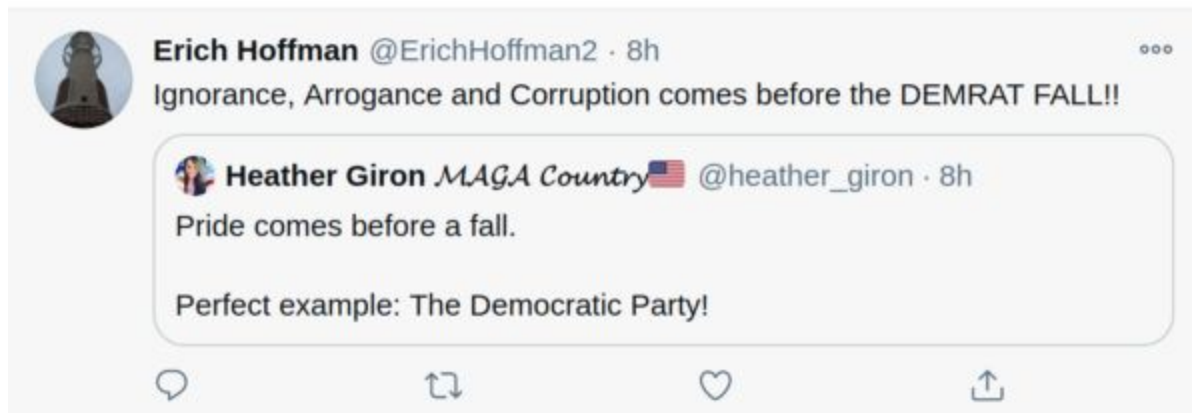 Erich Hoffman @ErichHoffman2 · 8h
Ignorance, Arrogance and Corruption comes before the DEMRAT FALL!!
Heather Giron 𝓜𝓐𝓖𝓐 𝓒𝓸𝓾𝓷𝓽𝓻𝔂🇺🇸 @heather_giron · 8h
Pride comes before a fall.
Perfect example: The Democratic Party!